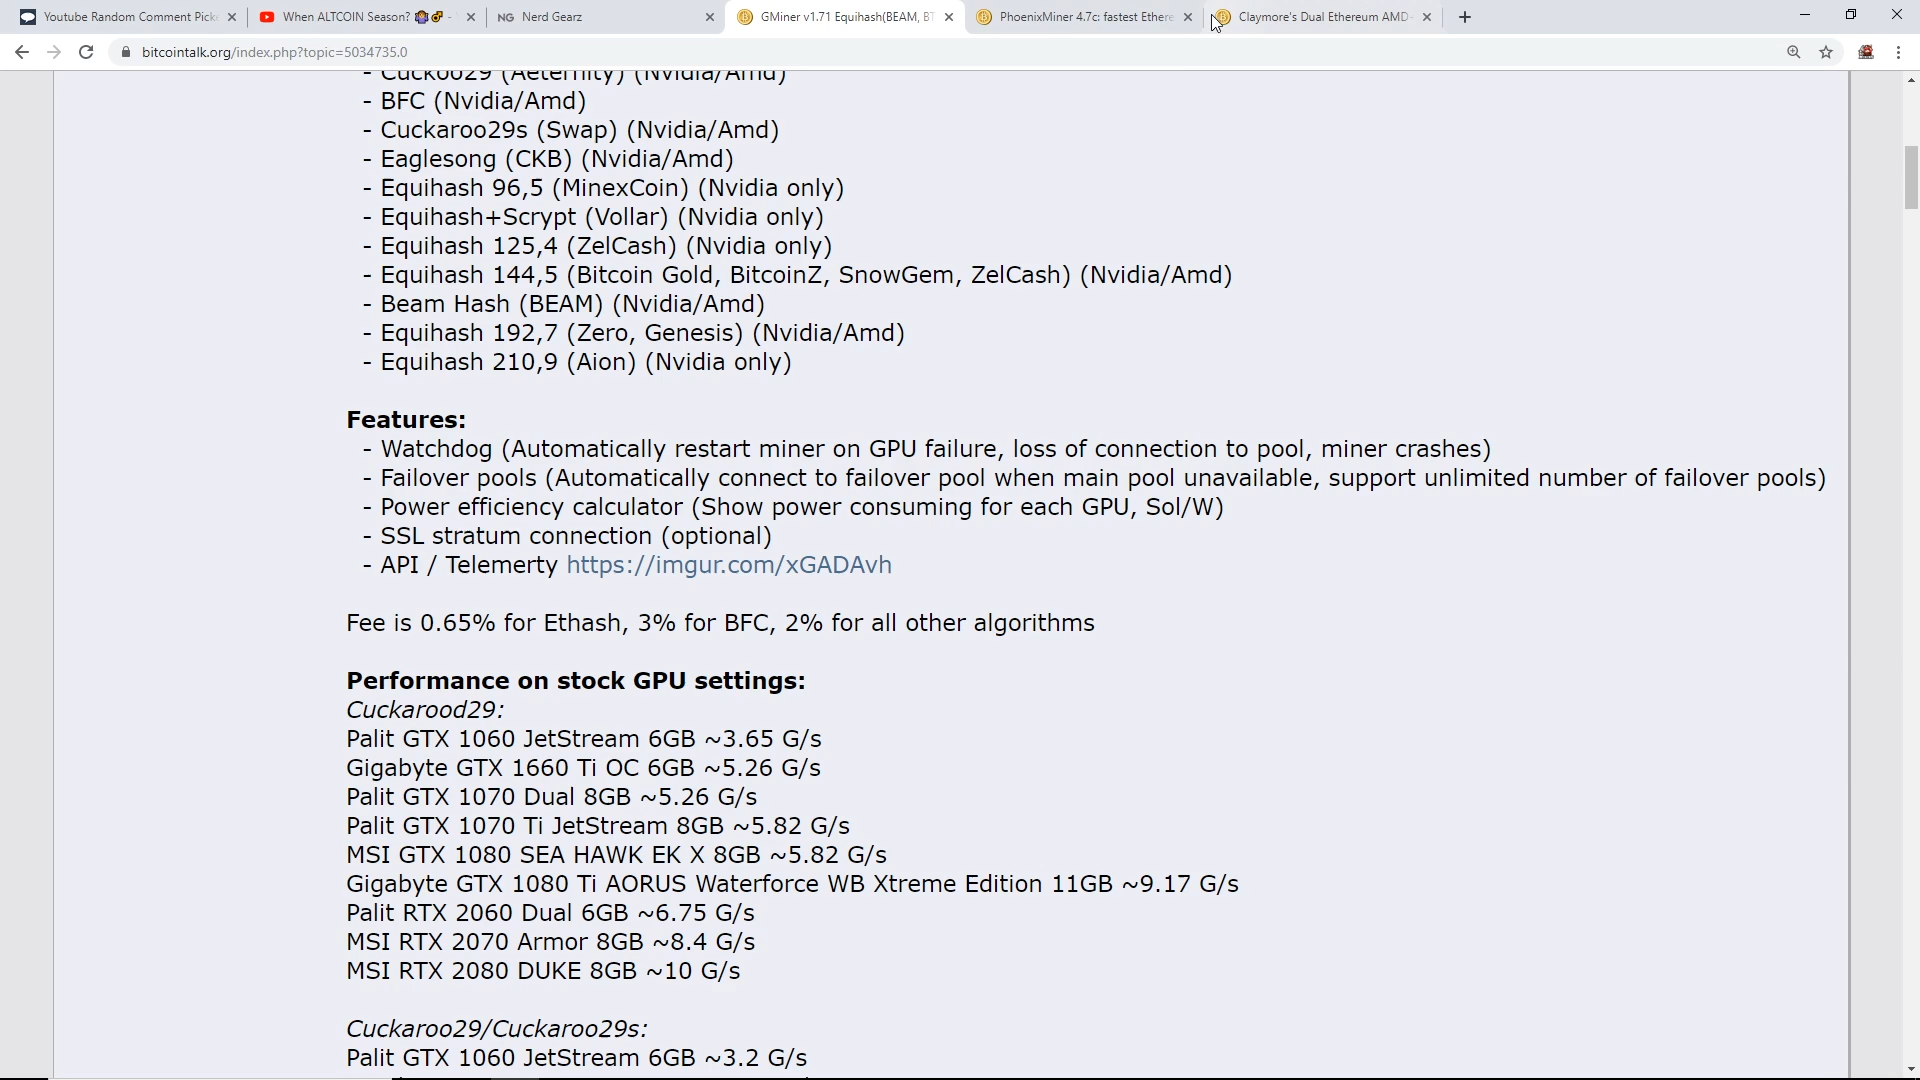 Youtube Random Comment Picke
When ALTCOIN Season?
NG Nerd Gearz
GMiner v1.71 Equihash(BEAM, BT
PhoenixMiner 4.7c: fastest Ethere
Claymore's Dual Ethereum AMD+
bitcointalk.org/index.php?topic=5034735.0
- Cuckoo29 (Aeternity) (Nvidia/Amd)
- BFC (Nvidia/Amd)
- Cuckaroo29s (Swap) (Nvidia/Amd)
- Eaglesong (CKB) (Nvidia/Amd)
- Equihash 96,5 (MinexCoin) (Nvidia only)
- Equihash+Scrypt (Vollar) (Nvidia only)
- Equihash 125,4 (ZelCash) (Nvidia only)
- Equihash 144,5 (Bitcoin Gold, BitcoinZ, SnowGem, ZelCash) (Nvidia/Amd)
- Beam Hash (BEAM) (Nvidia/Amd)
- Equihash 192,7 (Zero, Genesis) (Nvidia/Amd)
- Equihash 210,9 (Aion) (Nvidia only)
Features:
- Watchdog (Automatically restart miner on GPU failure, loss of connection to pool, miner crashes)
- Failover pools (Automatically connect to failover pool when main pool unavailable, support unlimited number of failover pools)
- Power efficiency calculator (Show power consuming for each GPU, Sol/W)
- SSL stratum connection (optional)
- API / Telemerty https://imgur.com/xGADAvh
Fee is 0.65% for Ethash, 3% for BFC, 2% for all other algorithms
Performance on stock GPU settings:
Cuckarood29:
Palit GTX 1060 JetStream 6GB ~3.65 G/s
Gigabyte GTX 1660 Ti OC 6GB ~5.26 G/s
Palit GTX 1070 Dual 8GB ~5.26 G/s
Palit GTX 1070 Ti JetStream 8GB ~5.82 G/s
MSI GTX 1080 SEA HAWK EK X 8GB ~5.82 G/s
Gigabyte GTX 1080 Ti AORUS Waterforce WB Xtreme Edition 11GB ~9.17 G/s
Palit RTX 2060 Dual 6GB ~6.75 G/s
MSI RTX 2070 Armor 8GB ~8.4 G/s
MSI RTX 2080 DUKE 8GB ~10 G/s
Cuckaroo29/Cuckaroo29s:
Palit GTX 1060 JetStream 6GB ~3.2 G/s